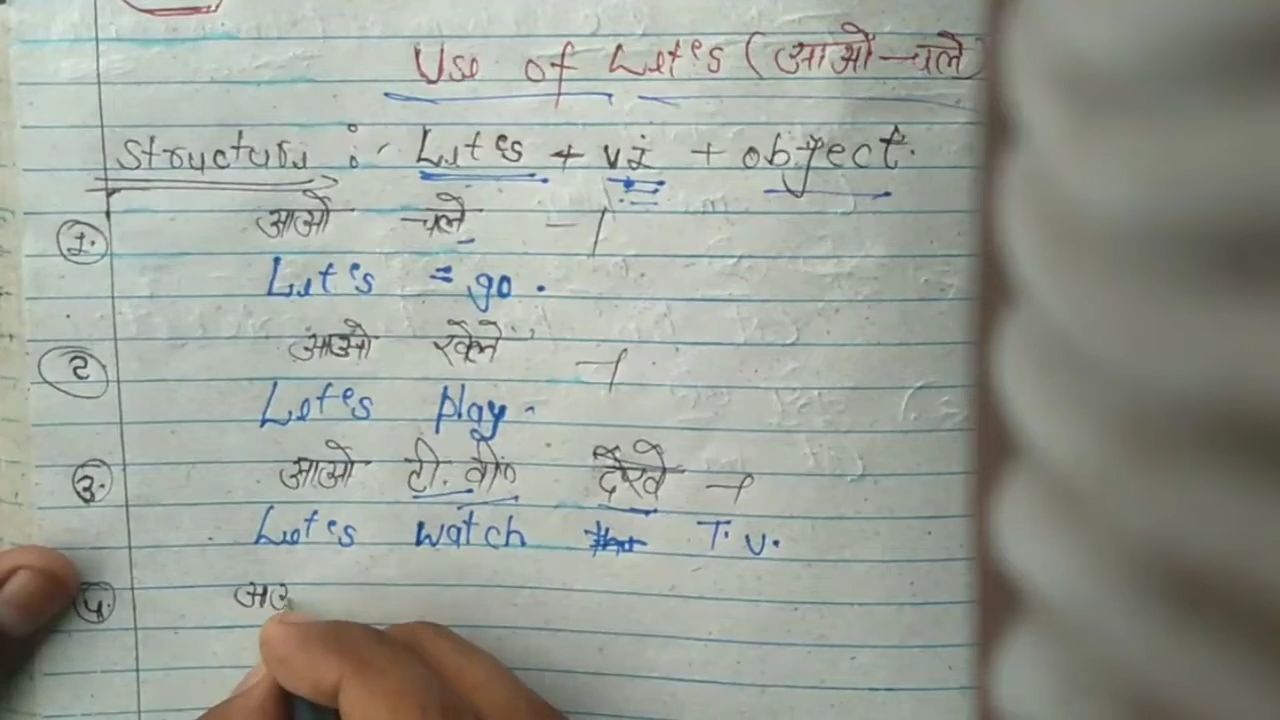 Use of Let's (आओ चले)
Structure :- Let's + v1 + object.
1. आओ चले -।
Let's = go.
2 आओ खेलें -।
Let's play.
3. आओ टी. वी० देखे -।
Let's watch T.V.